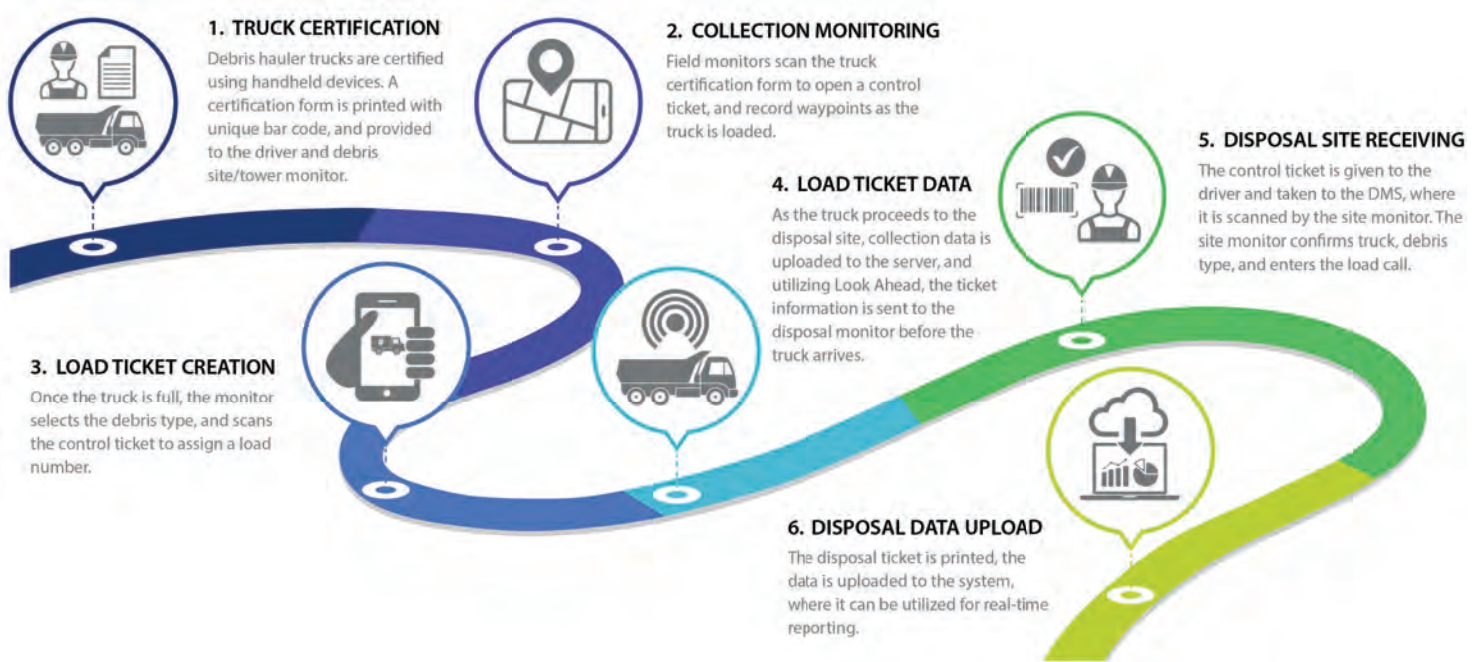 1. TRUCK CERTIFICATION
Debris hauler trucks are certified
using handheld devices. A
certification form is printed with
unique bar code, and provided
to the driver and debris
site/tower monitor.
2. COLLECTION MONITORING
Field monitors scan the truck
certification form to open a control
ticket, and record waypoints as the
truck is loaded.
3. LOAD TICKET CREATION
Once the truck is full, the monitor
selects the debris type, and scans
the control ticket to assign a load
number.
4. LOAD TICKET DATA
As the truck proceeds to the
disposal site, collection data is
uploaded to the server, and
utilizing Look Ahead, the ticket
information is sent to the
disposal monitor before the
truck arrives.
5. DISPOSAL SITE RECEIVING
The control ticket is given to the
driver and taken to the DMS, where
it is scanned by the site monitor. The
site monitor confirms truck, debris
type, and enters the load call.
6. DISPOSAL DATA UPLOAD
The disposal ticket is printed, the
data is uploaded to the system,
where it can be utilized for real-time
reporting.